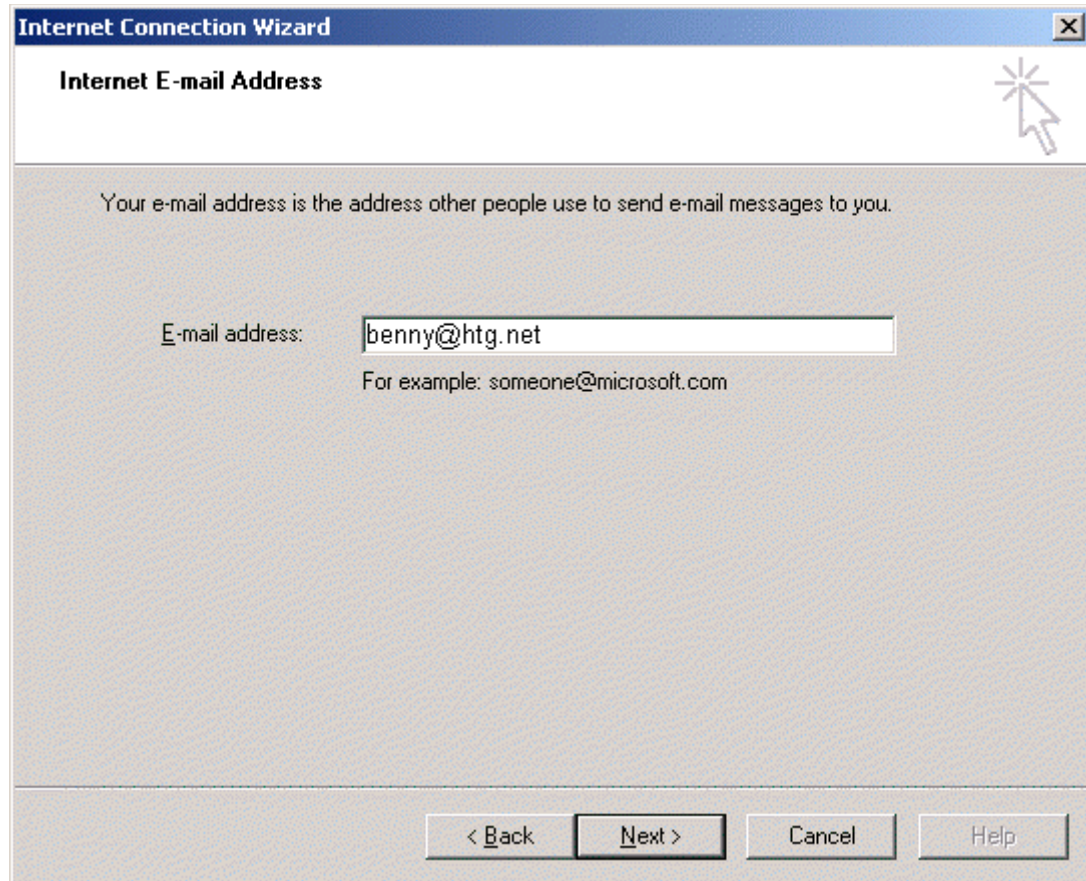 Internet Connection Wizard
Internet E-mail Address
Your e-mail address is the address other people use to send e-mail messages to you.
E-mail address: benny@htg.net
For example: someone@microsoft.com
< Back Next > Cancel Help